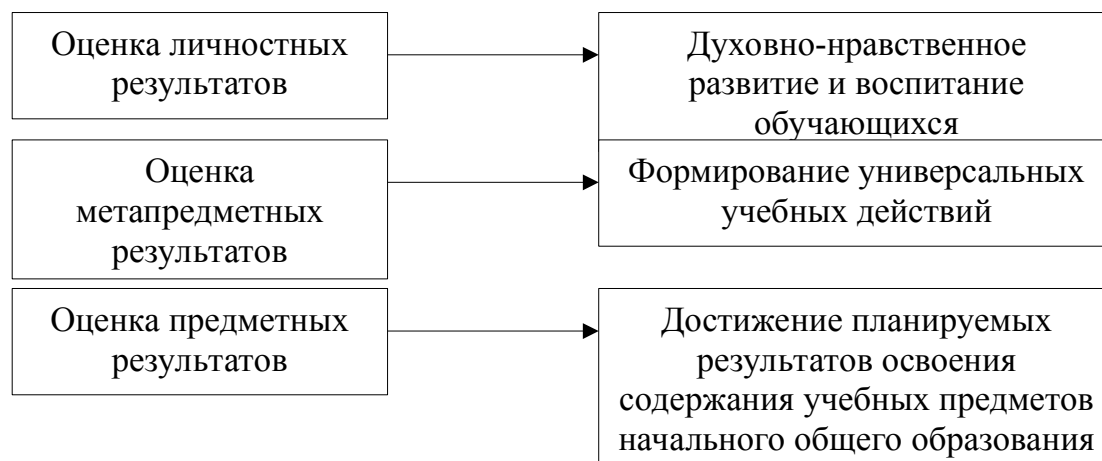 Оценка личностных
результатов
Духовно-нравственное
развитие и воспитание
обучающихся
Оценка
метапредметных
результатов
Формирование универсальных
учебных действий
Оценка предметных
результатов
Достижение планируемых
результатов освоения
содержания учебных предметов
начального общего образования